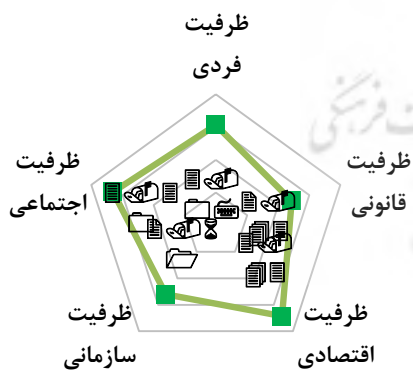 ظرفیت
فردی
ظرفیت
قانونی
ظرفیت
اقتصادی
ظرفیت
سازمانی
ظرفیت
اجتماعی